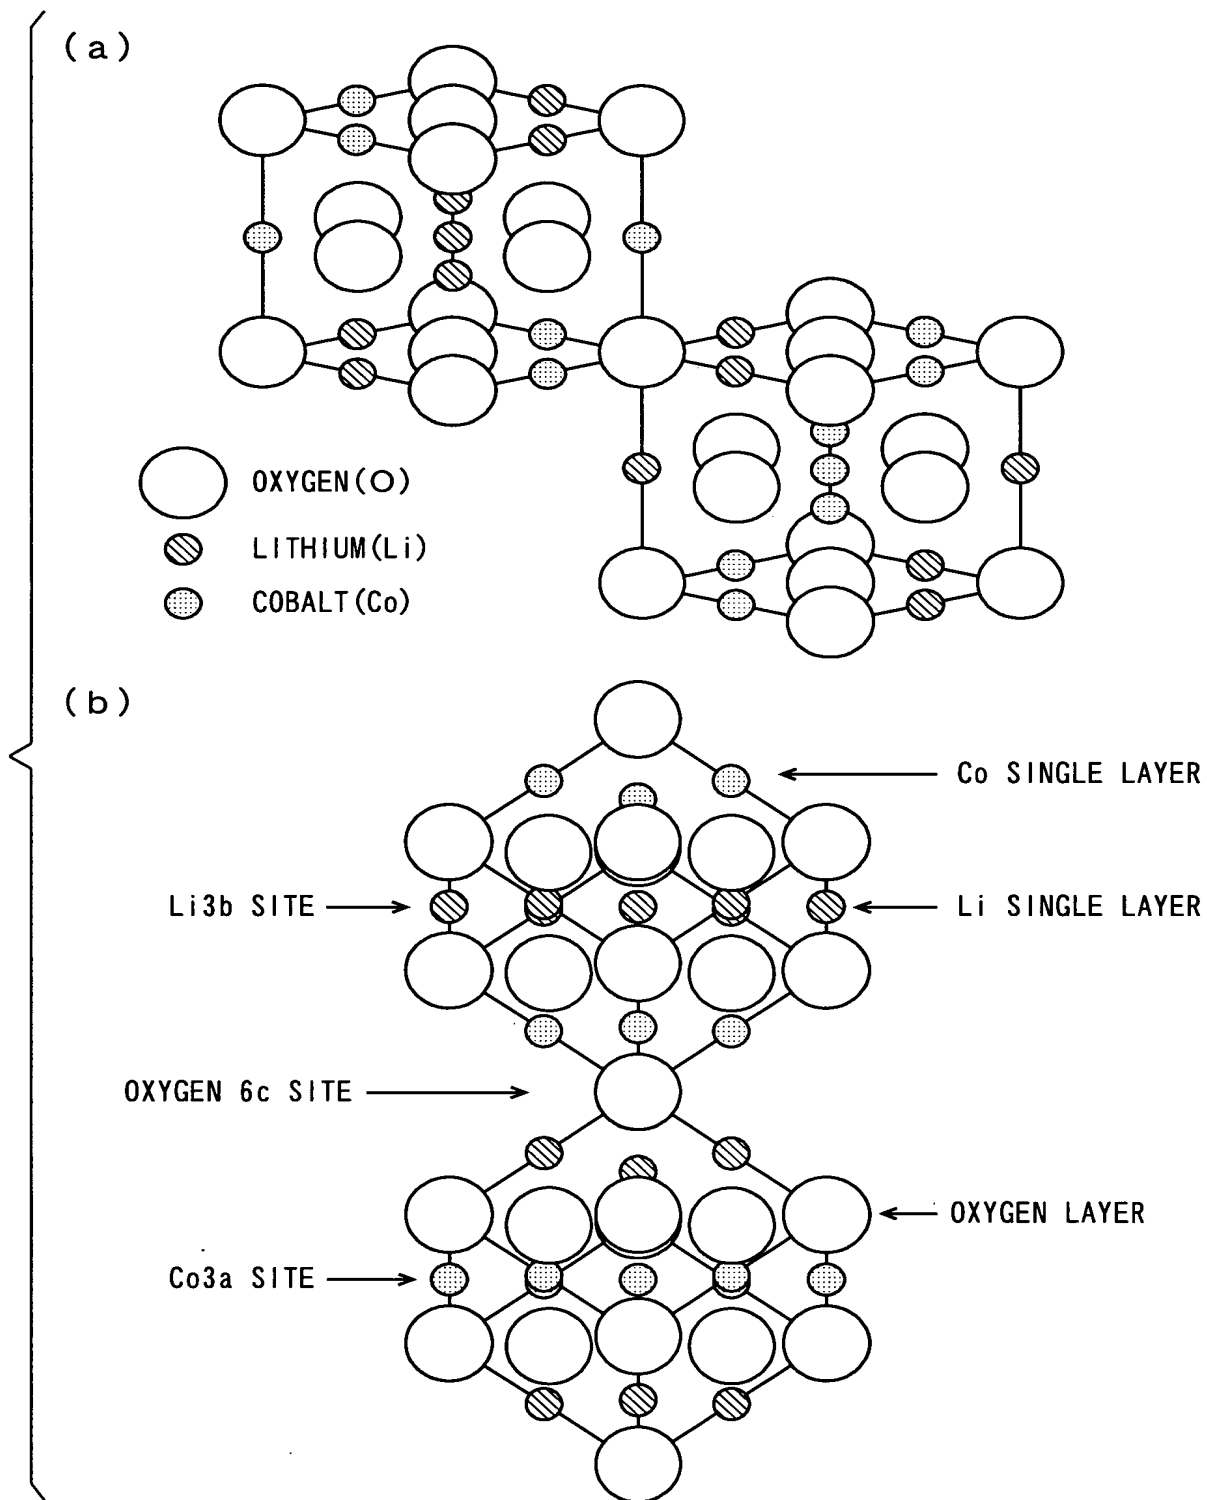 (a)
OXYGEN(O)
LITHIUM(Li)
COBALT(Co)
(b)
Co SINGLE LAYER
Li3b SITE
Li SINGLE LAYER
OXYGEN 6c SITE
OXYGEN LAYER
Co3a SITE